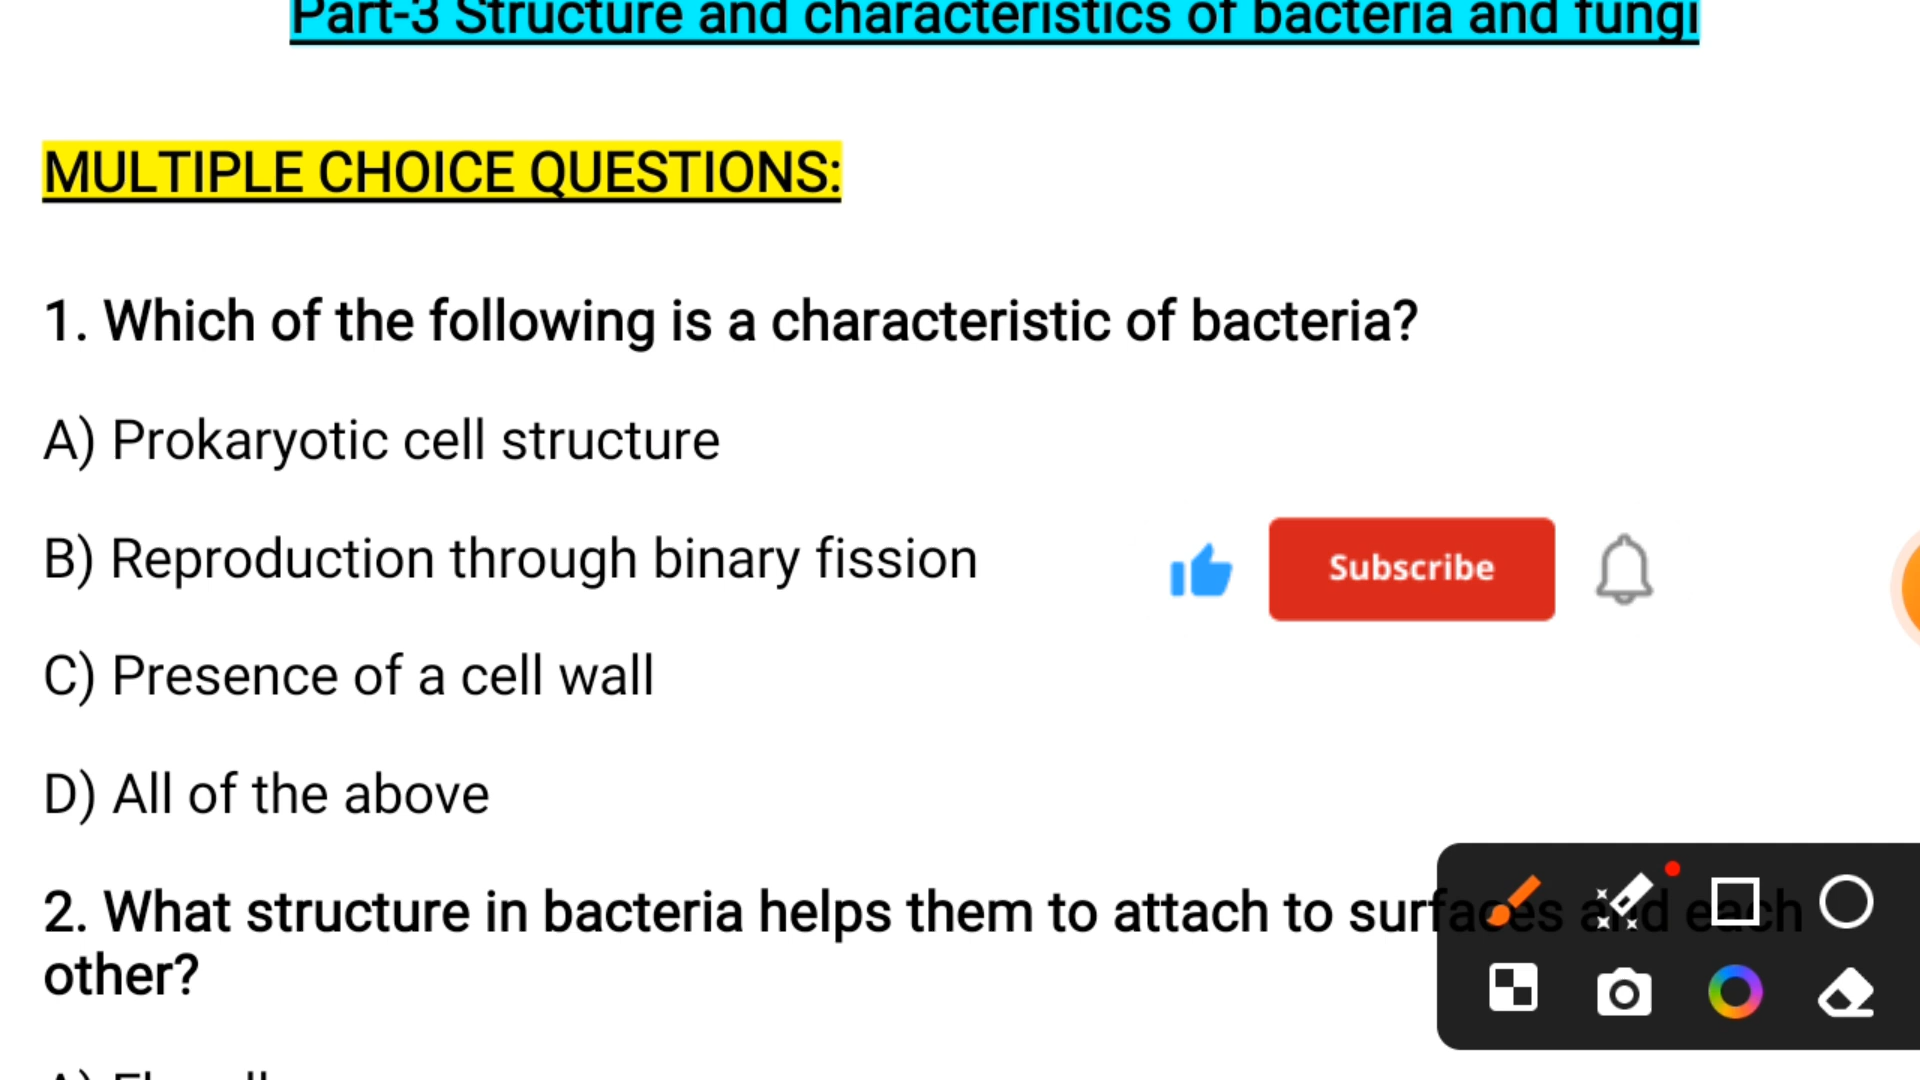 Part-3 Structure and characteristics of bacteria and fungi
MULTIPLE CHOICE QUESTIONS:
1. Which of the following is a characteristic of bacteria?
A) Prokaryotic cell structure
B) Reproduction through binary fission
Subscribe
C) Presence of a cell wall
D) All of the above
2. What structure in bacteria helps them to attach to surfaces and each
other?
A)